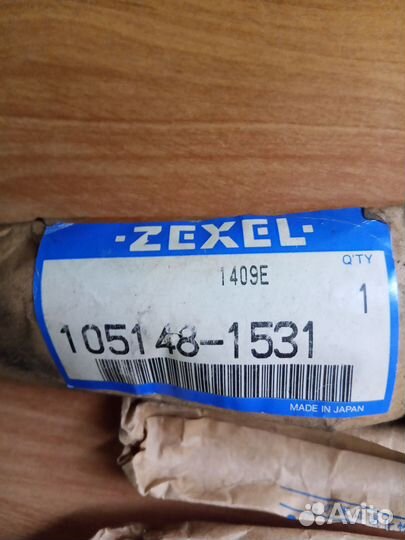 ·ZEXEL·
1409E
Q'TY
1
105148-1531
MADE IN JAPAN
Avito